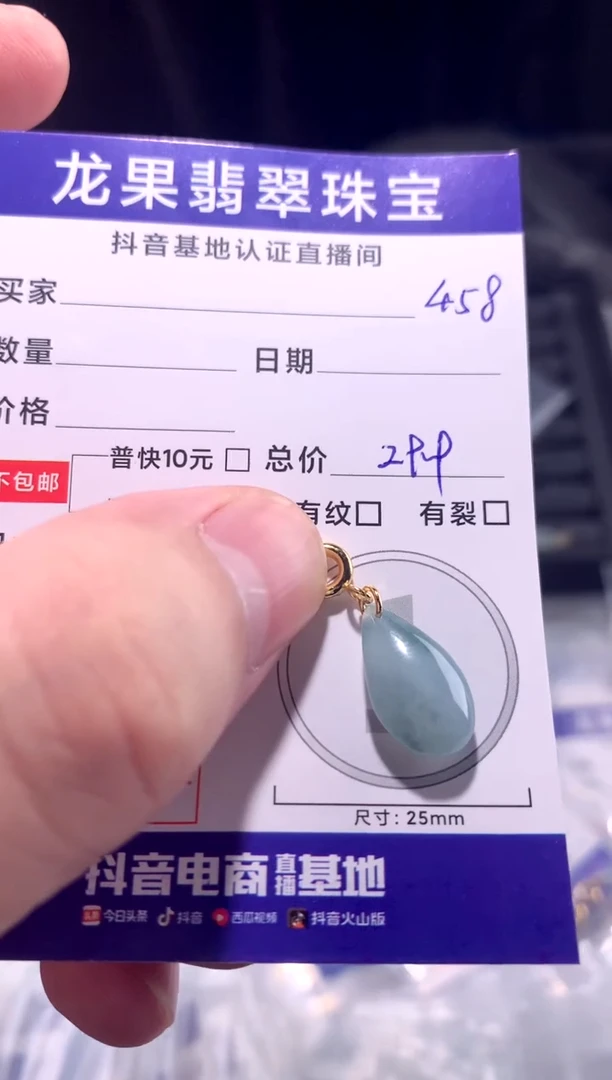 龙果翡翠珠宝
抖音基地认证直播间
买家 458
数量 日期
价格
普快10元 □ 总价
不包邮
有纹□ 有裂□
尺寸：25mm
抖音电商直播基地
头条 今日头条 抖音 西瓜视频 抖音火山版